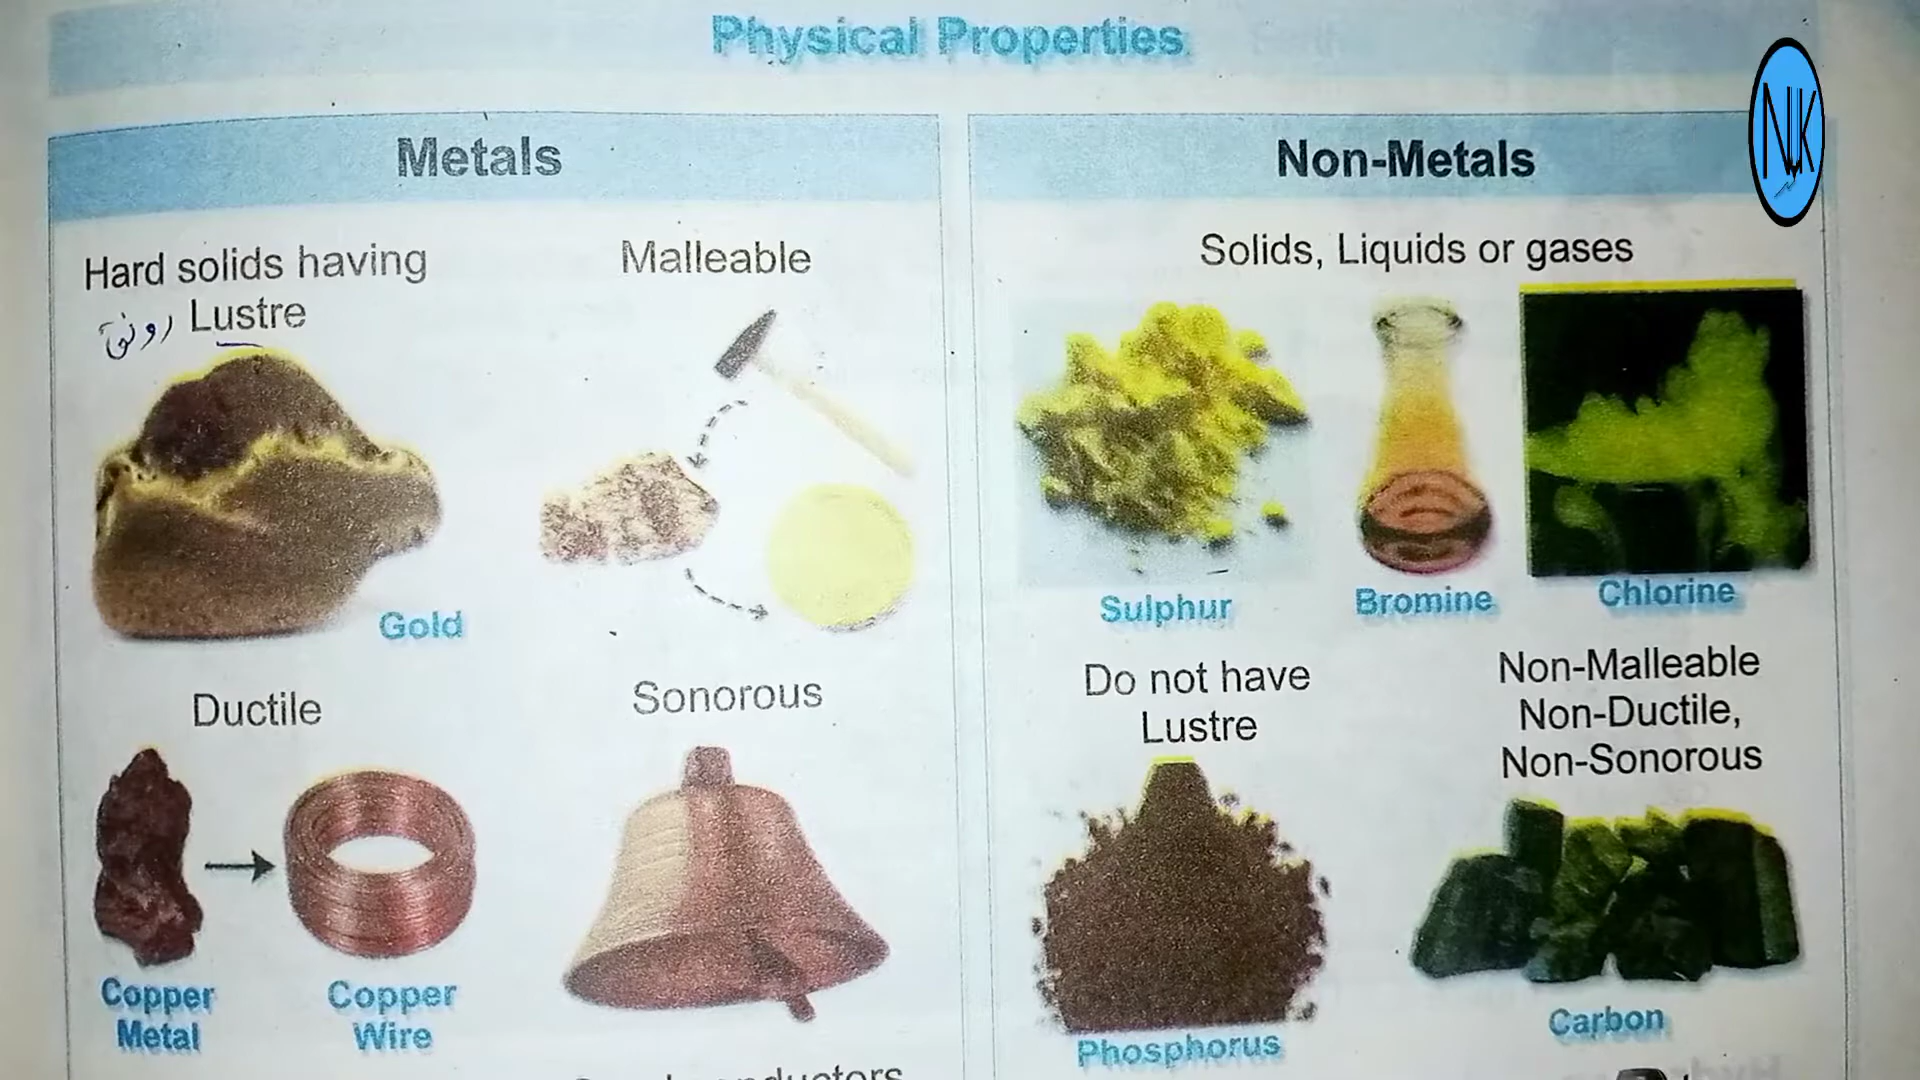 Physical Properties
NK
Metals
Hard solids having
Lustre
رونق
Malleable
Gold
Ductile
Sonorous
Copper
Metal
Copper
Wire
Non-Metals
Solids, Liquids or gases
Sulphur
Bromine
Chlorine
Do not have
Lustre
Non-Malleable
Non-Ductile,
Non-Sonorous
Phosphorus
Carbon